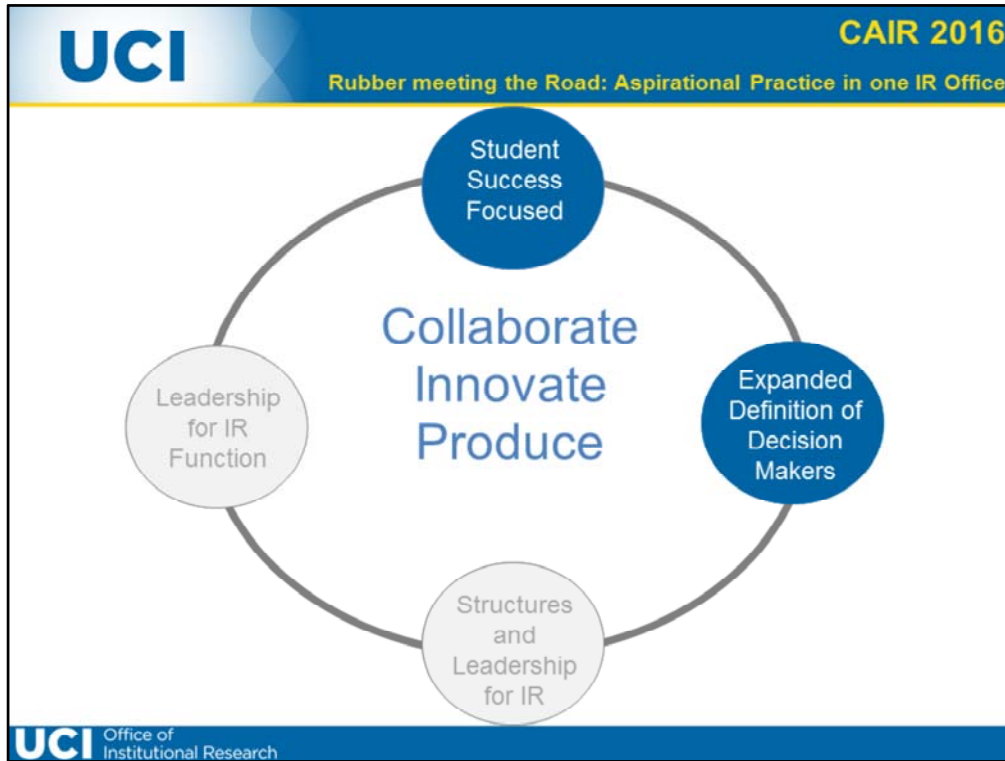 UCI
CAIR 2016
Rubber meeting the Road: Aspirational Practice in one IR Office
Student
Success
Focused
Collaborate
Innovate
Produce
Leadership
for IR
Function
Expanded
Definition of
Decision
Makers
Structures
and
Leadership
for IR
UCI
Office of
Institutional Research